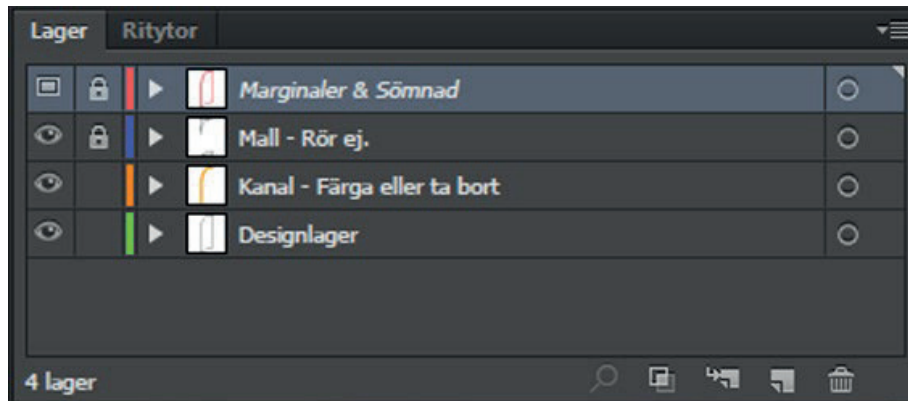 Lager Ritytor
Marginaler & Sömnad
Mall - Rör ej.
Kanal - Färga eller ta bort
Designlager
4 lager